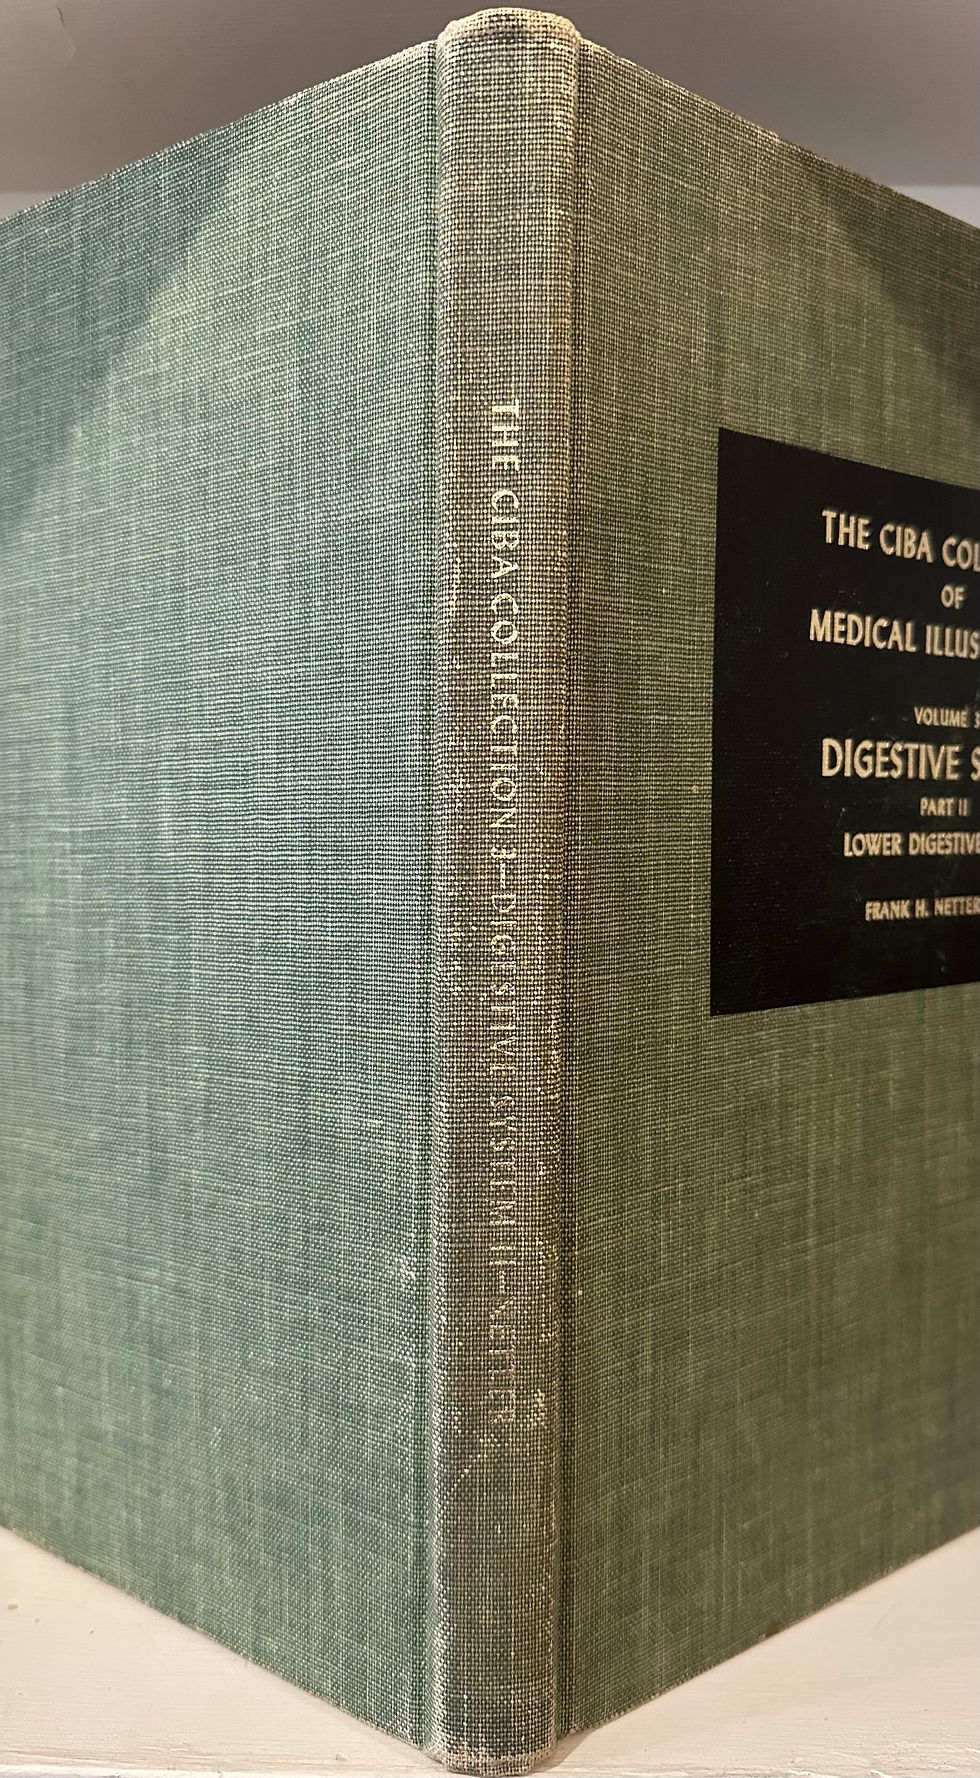 THE CIBA COLLECTION 3-DIGESTIVE SYSTEM II-NETTER
THE CIBA COL
OF
MEDICAL ILLUS
VOLUME
DIGESTIVE S
PART II
LOWER DIGESTIVE
FRANK H. NETTER